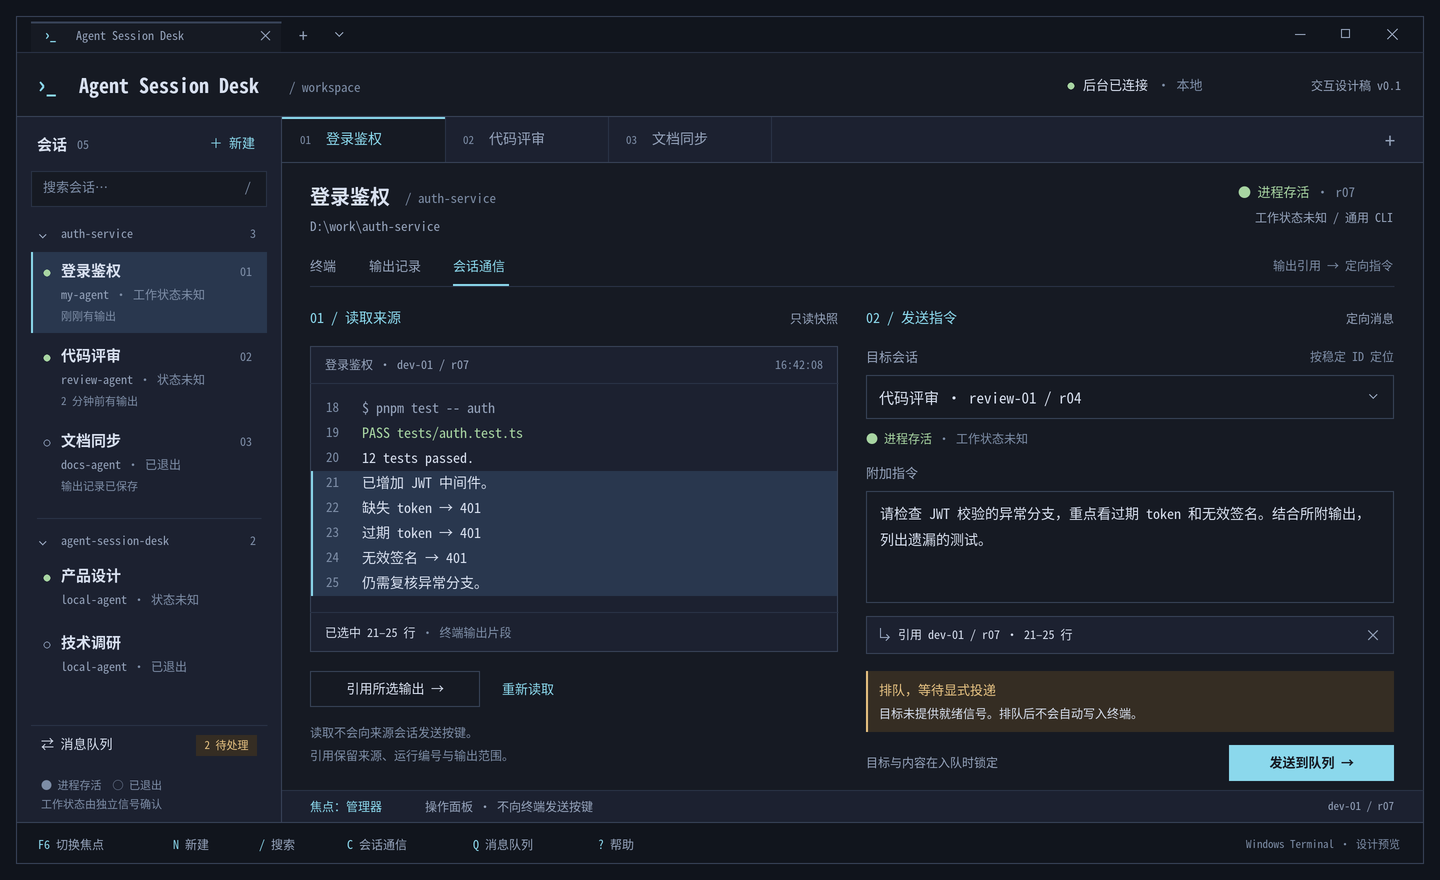 Agent Session Desk
Agent Session Desk / workspace
后台已连接 • 本地
交互设计稿 v0.1
会话 05
+ 新建
搜索会话… /
auth-service 3
登录鉴权 01
my-agent • 工作状态未知
刚刚有输出
代码评审 02
review-agent • 状态未知
2 分钟前有输出
文档同步 03
docs-agent • 已退出
输出记录已保存
agent-session-desk 2
产品设计
local-agent • 状态未知
技术调研
local-agent • 已退出
消息队列 2 待处理
进程存活 已退出
工作状态由独立信号确认
01 登录鉴权
02 代码评审
03 文档同步
+
登录鉴权 / auth-service
D:\work\auth-service
进程存活 • r07
工作状态未知 / 通用 CLI
终端 输出记录 会话通信
输出引用 → 定向指令
01 / 读取来源 只读快照
登录鉴权 • dev-01 / r07 16:42:08
18 $ pnpm test -- auth
19 PASS tests/auth.test.ts
20 12 tests passed.
21 已增加 JWT 中间件。
22 缺失 token → 401
23 过期 token → 401
24 无效签名 → 401
25 仍需复核异常分支。
已选中 21–25 行 • 终端输出片段
引用所选输出 → 重新读取
读取不会向来源会话发送按键。
引用保留来源、运行编号与输出范围。
02 / 发送指令 定向消息
目标会话 按稳定 ID 定位
代码评审 • review-01 / r04
进程存活 • 工作状态未知
附加指令
请检查 JWT 校验的异常分支，重点看过期 token 和无效签名。结合所附输出，
列出遗漏的测试。
引用 dev-01 / r07 • 21–25 行
排队，等待显式投递
目标未提供就绪信号。排队后不会自动写入终端。
目标与内容在入队时锁定
发送到队列 →
焦点：管理器 操作面板 • 不向终端发送按键 dev-01 / r07
F6 切换焦点 N 新建 / 搜索 C 会话通信 Q 消息队列 ? 帮助
Windows Terminal • 设计预览